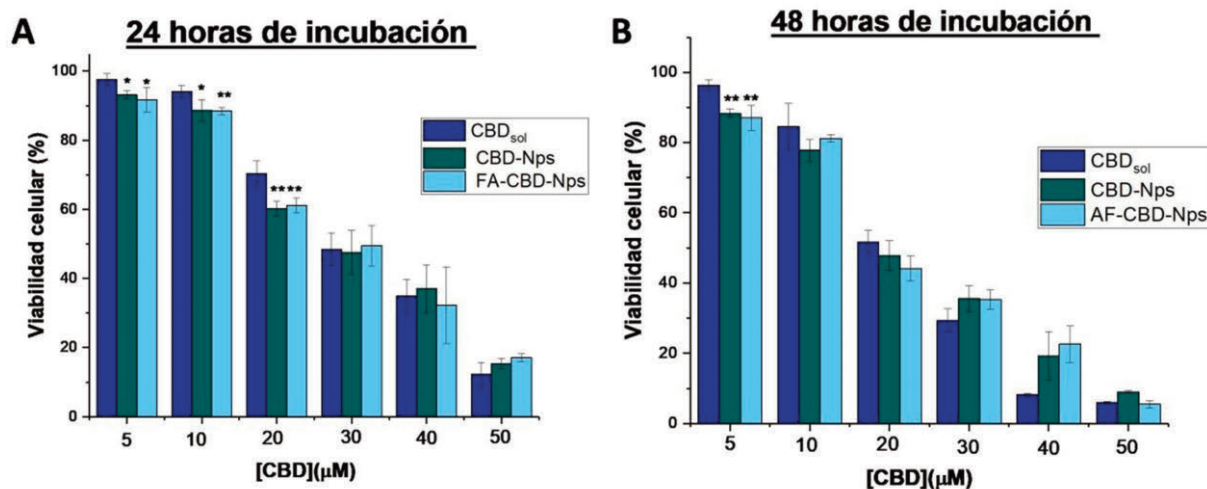 A
24 horas de incubación
Viabilidad celular (%)
100
80
60
40
20
0
* *
* **
** **
CBDsol
CBD-Nps
FA-CBD-Nps
5 10 20 30 40 50
[CBD](μM)
B
48 horas de incubación
Viabilidad celular (%)
100
80
60
40
20
0
** **
CBDsol
CBD-Nps
AF-CBD-Nps
5 10 20 30 40 50
[CBD](μM)